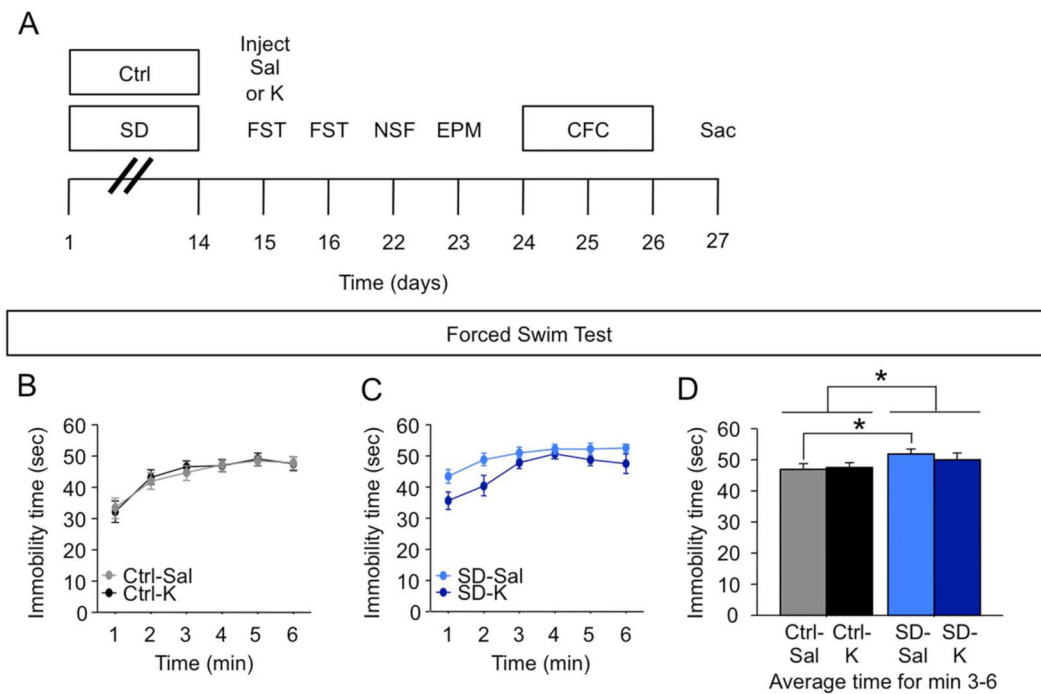 A
Ctrl
SD
Inject
Sal
or K
FST FST NSF EPM CFC Sac
1 14 15 16 22 23 24 25 26 27
Time (days)
Forced Swim Test
B
Immobility time (sec)
60
50
40
30
20
10
0
Ctrl-Sal
Ctrl-K
1 2 3 4 5 6
Time (min)
C
Immobility time (sec)
60
50
40
30
20
10
0
SD-Sal
SD-K
1 2 3 4 5 6
Time (min)
D
*
*
Immobility time (sec)
60
50
40
30
20
10
0
Ctrl- Ctrl- SD- SD-
Sal K Sal K
Average time for min 3-6